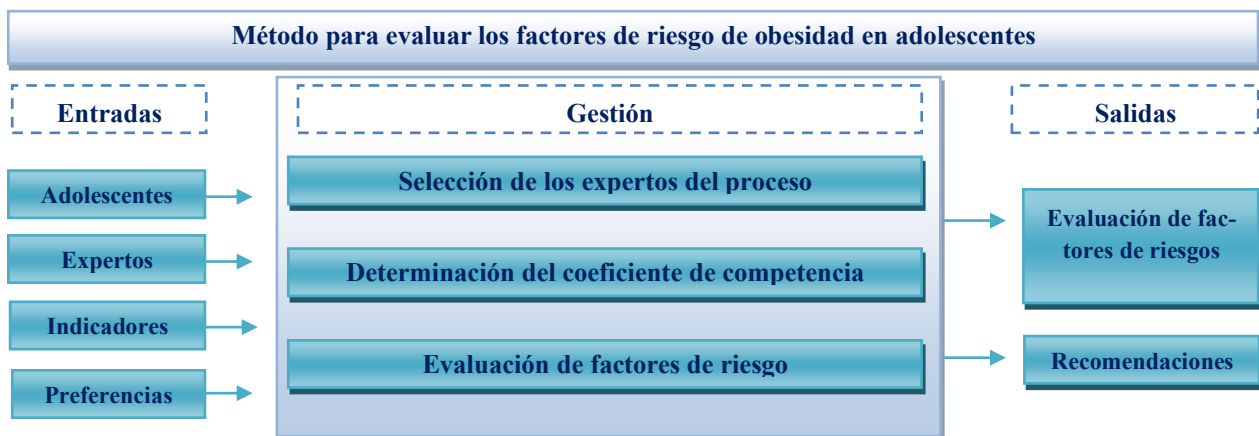 Método para evaluar los factores de riesgo de obesidad en adolescentes
Entradas
Adolescentes
Expertos
Indicadores
Preferencias
Gestión
Selección de los expertos del proceso
Determinación del coeficiente de competencia
Evaluación de factores de riesgo
Salidas
Evaluación de fac-
tores de riesgos
Recomendaciones